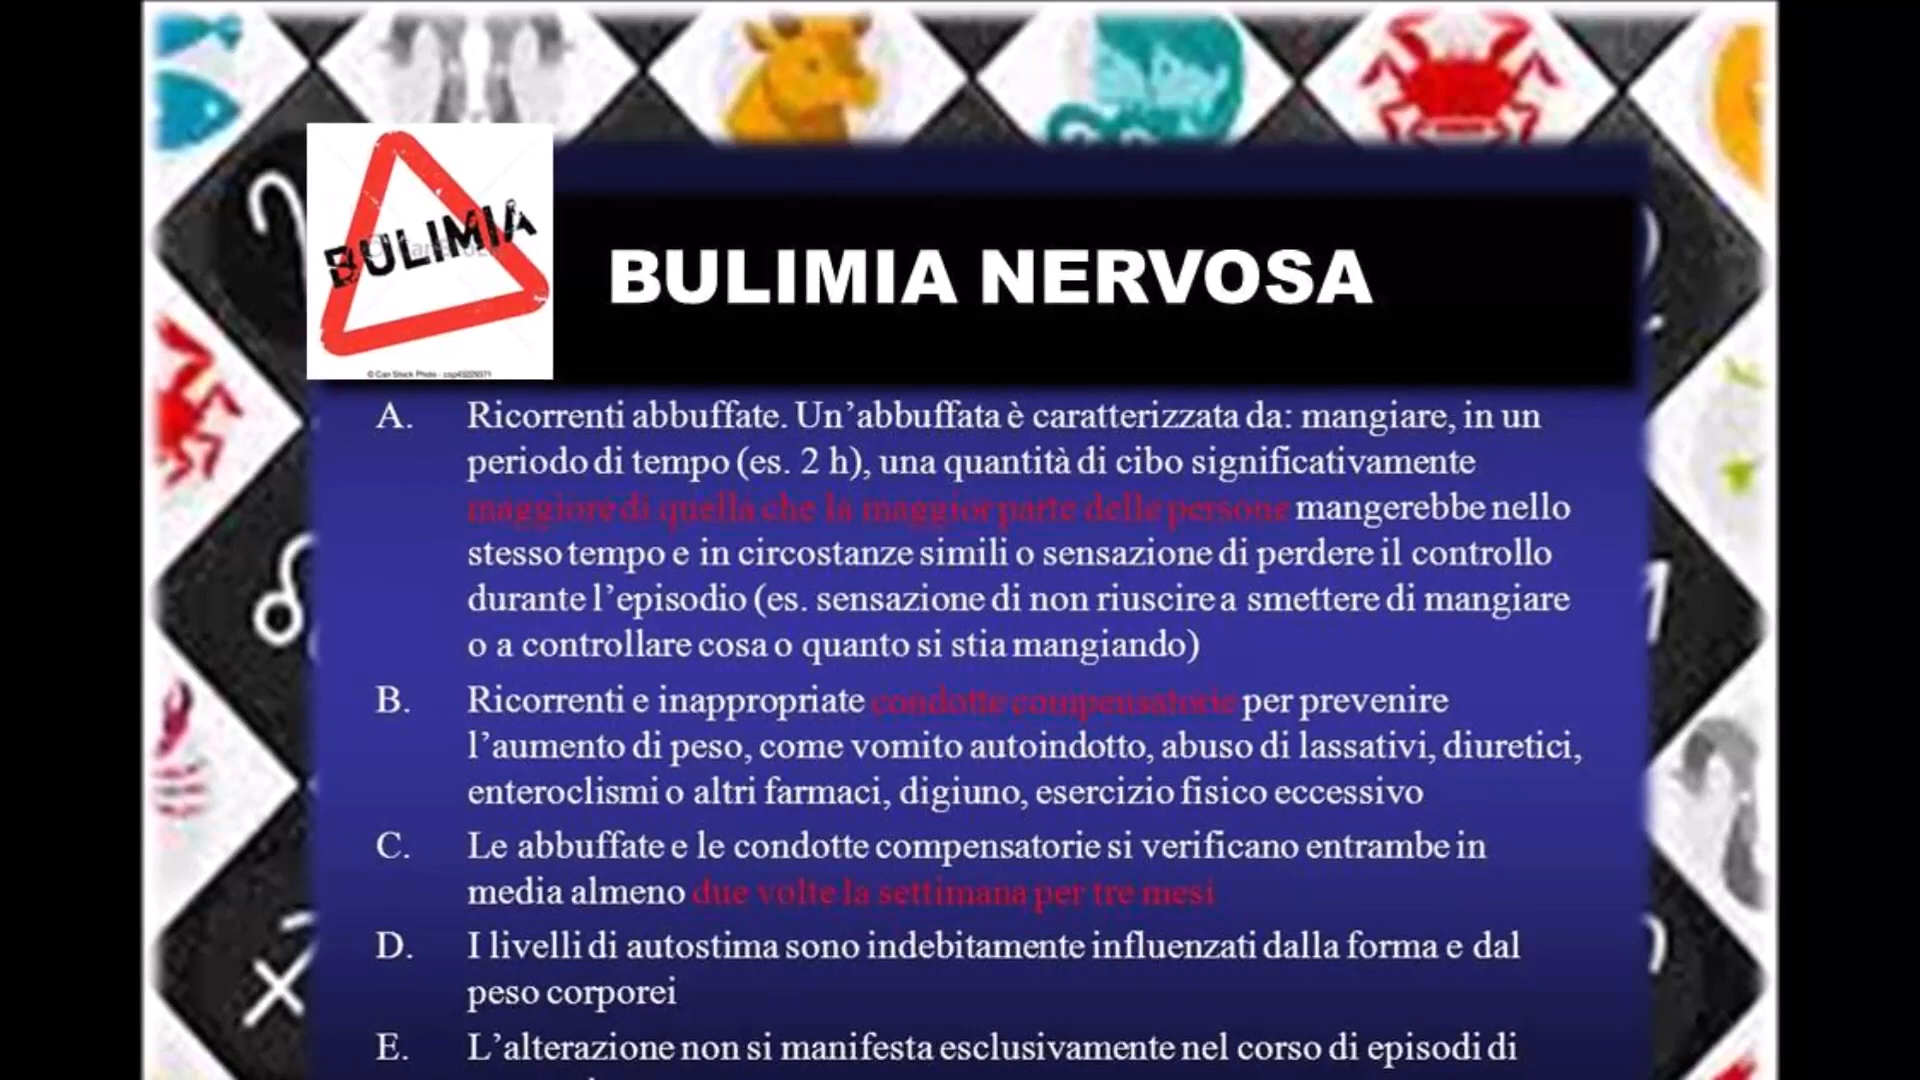 BULIMIA
© Can Stock Photo - csp43229371
BULIMIA NERVOSA
A. Ricorrenti abbuffate. Un’abbuffata è caratterizzata da: mangiare, in un
periodo di tempo (es. 2 h), una quantità di cibo significativamente
maggiore di quella che la maggior parte delle persone mangerebbe nello
stesso tempo e in circostanze simili o sensazione di perdere il controllo
durante l’episodio (es. sensazione di non riuscire a smettere di mangiare
o a controllare cosa o quanto si stia mangiando)
B. Ricorrenti e inappropriate condotte compensatorie per prevenire
l’aumento di peso, come vomito autoindotto, abuso di lassativi, diuretici,
enteroclismi o altri farmaci, digiuno, esercizio fisico eccessivo
C. Le abbuffate e le condotte compensatorie si verificano entrambe in
media almeno due volte la settimana per tre mesi
D. I livelli di autostima sono indebitamente influenzati dalla forma e dal
peso corporei
E. L’alterazione non si manifesta esclusivamente nel corso di episodi di